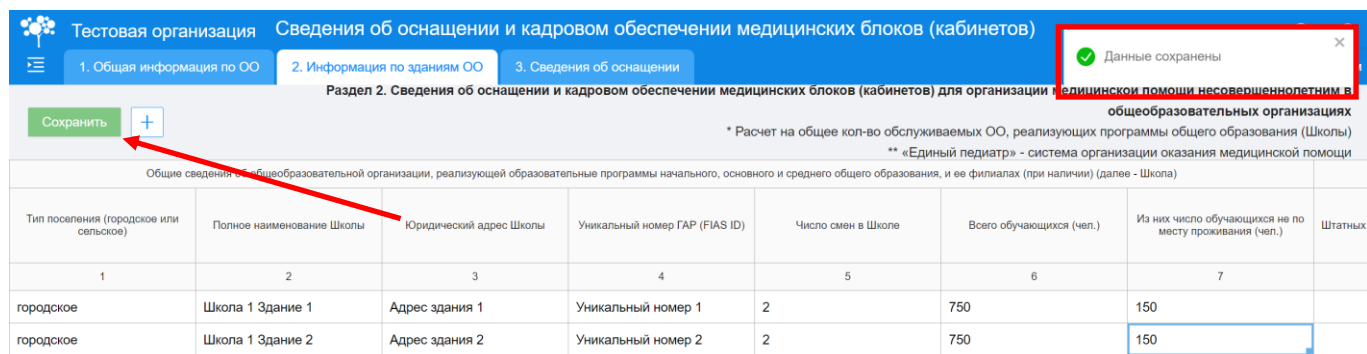 Тестовая организация Сведения об оснащении и кадровом обеспечении медицинских блоков (кабинетов)
Данные сохранены
1. Общая информация по ОО 2. Информация по зданиям ОО 3. Сведения об оснащении
Раздел 2. Сведения об оснащении и кадровом обеспечении медицинских блоков (кабинетов) для организации медицинской помощи несовершеннолетним в
общеобразовательных организациях
Сохранить +
* Расчет на общее кол-во обслуживаемых ОО, реализующих программы общего образования (Школы)
** «Единый педиатр» - система организации оказания медицинской помощи
Общие сведения об общеобразовательной организации, реализующей образовательные программы начального, основного и среднего общего образования, и ее филиалах (при наличии) (далее - Школа)
Тип поселения (городское или
сельское)
Полное наименование Школы
Юридический адрес Школы
Уникальный номер ГАР (FIAS ID)
Число смен в Школе
Всего обучающихся (чел.)
Из них число обучающихся не по
месту проживания (чел.)
Штатных
1 2 3 4 5 6 7
городское Школа 1 Здание 1 Адрес здания 1 Уникальный номер 1 2 750 150
городское Школа 1 Здание 2 Адрес здания 2 Уникальный номер 2 2 750 150